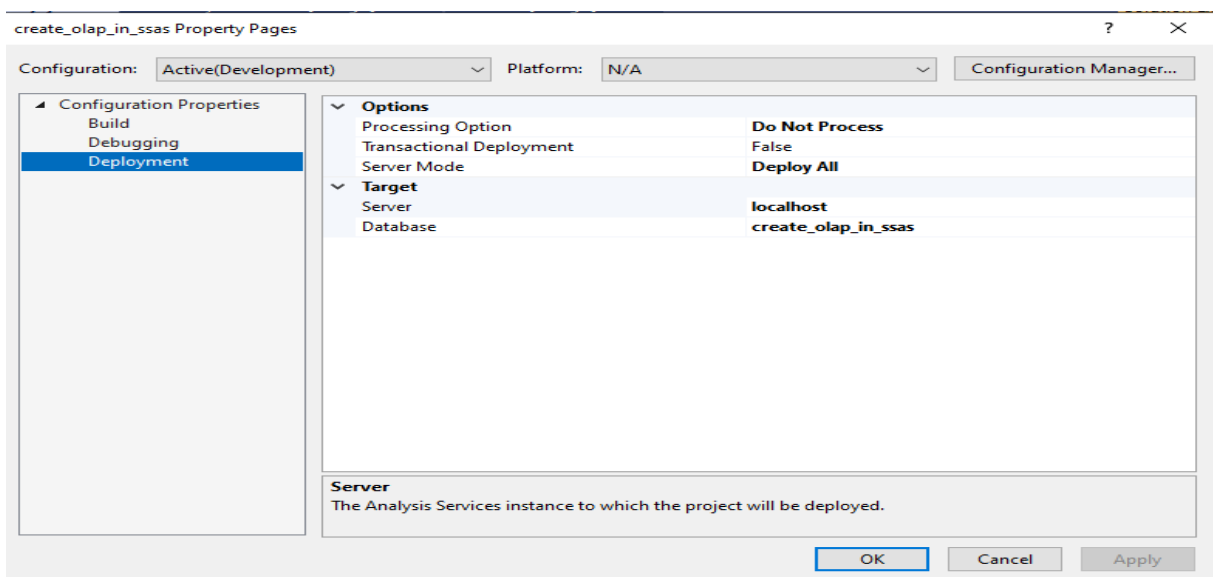 create_olap_in_ssas Property Pages ?
Configuration: Active(Development) Platform: N/A Configuration Manager...
Configuration Properties
Build
Debugging
Deployment
Options
Processing Option Do Not Process
Transactional Deployment False
Server Mode Deploy All
Target
Server localhost
Database create_olap_in_ssas
Server
The Analysis Services instance to which the project will be deployed.
OK Cancel Apply